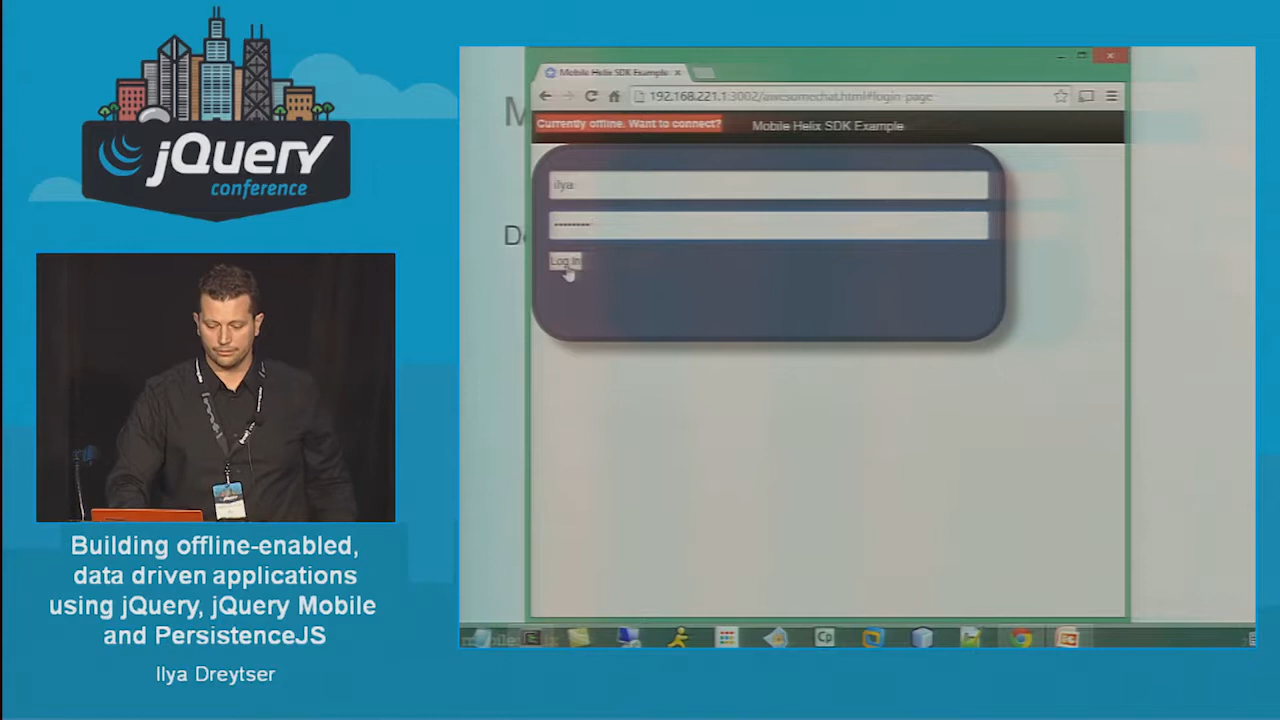 jQuery
conference
Building offline-enabled,
data driven applications
using jQuery, jQuery Mobile
and PersistenceJS
Ilya Dreytser
Mobile Helix SDK Example
192.168.221.1:3002/awesomechat.html#login-page
Currently offline. Want to connect?
Mobile Helix SDK Example
ilya
Log In
M
De
Cp